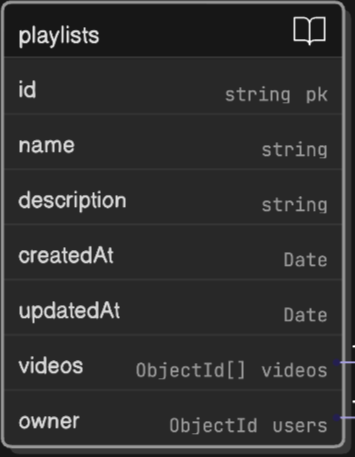 playlists
id string pk
name string
description string
createdAt Date
updatedAt Date
videos ObjectId[] videos
owner ObjectId users